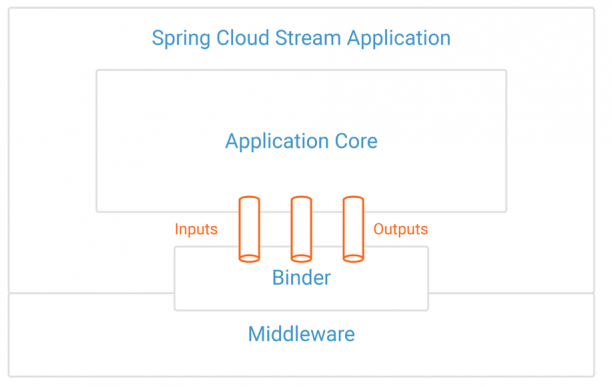 Spring Cloud Stream Application
Application Core
Inputs
Outputs
Binder
Middleware